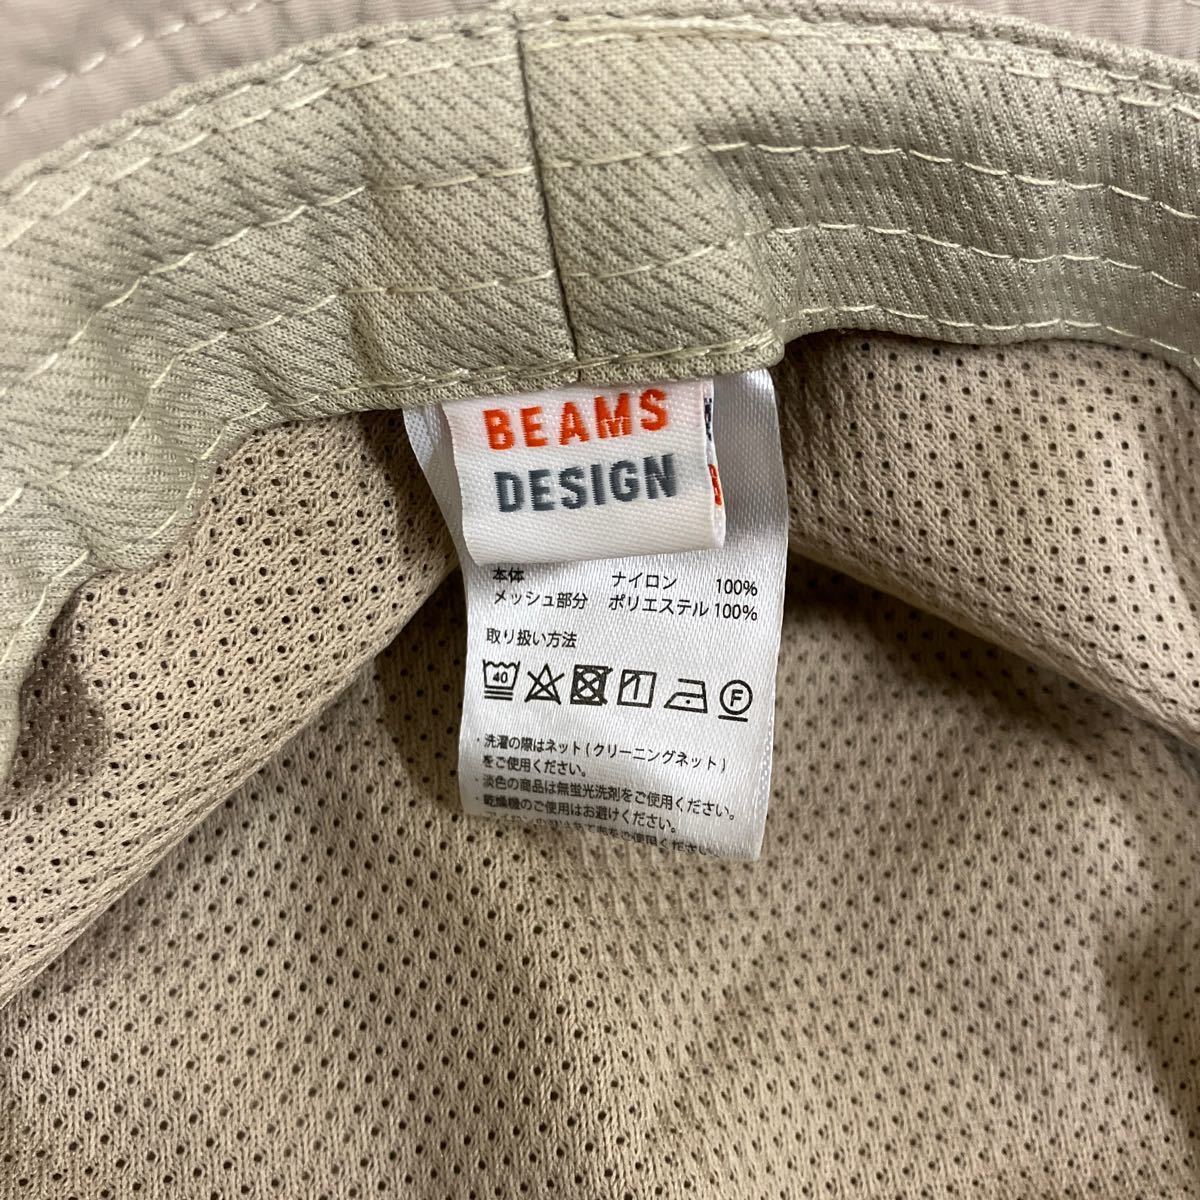 BEAMS
DESIGN
本体 ナイロン 100%
メッシュ部分 ポリエステル 100%
取り扱い方法
40 F
・洗濯の際はネット(クリーニングネット)
をご使用ください。
・淡色の商品は無蛍光洗剤をご使用ください。
・乾燥機のご使用はお避けください。